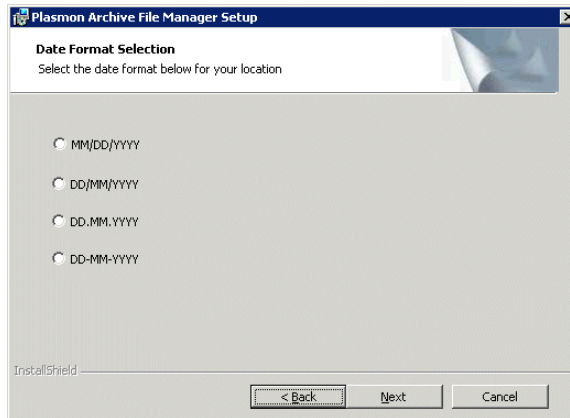 Plasmon Archive File Manager Setup
Date Format Selection
Select the date format below for your location
MM/DD/YYYY
DD/MM/YYYY
DD.MM.YYYY
DD-MM-YYYY
InstallShield
< Back Next Cancel